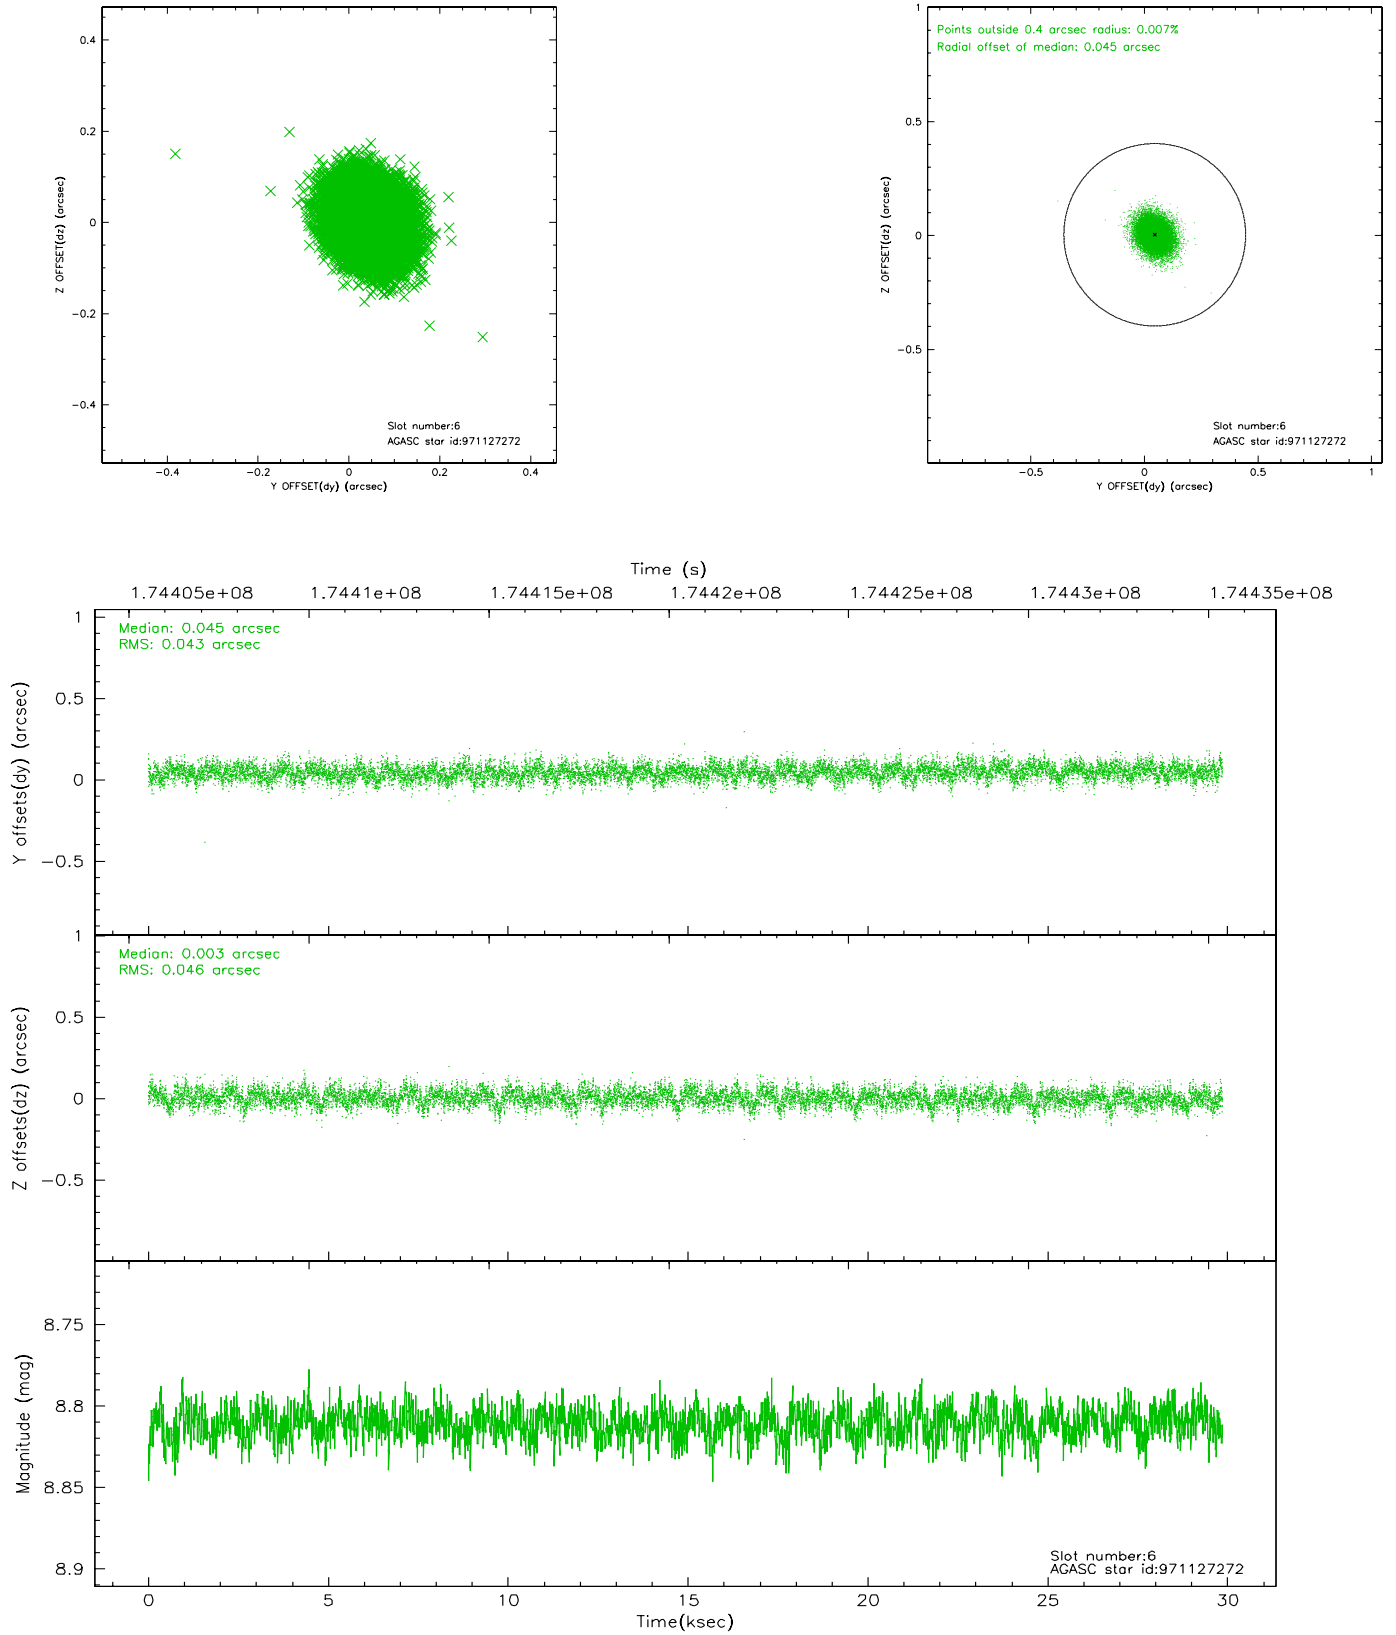 0.4
0.2
0
−0.2
−0.4
Z OFFSET(dz) (arcsec)
Slot number:6
AGASC star id:971127272
−0.4
−0.2
0
0.2
0.4
Y OFFSET(dy) (arcsec)
1
0.5
0
−0.5
Z OFFSET(dz) (arcsec)
Points outside 0.4 arcsec radius: 0.007%
Radial offset of median: 0.045 arcsec
Slot number:6
AGASC star id:971127272
−0.5
0
0.5
1
Y OFFSET(dy) (arcsec)
Time (s)
1.74405e+08
1.7441e+08
1.74415e+08
1.7442e+08
1.74425e+08
1.7443e+08
1.74435e+08
1
0.5
0
−0.5
Y offsets(dy) (arcsec)
Median: 0.045 arcsec
RMS: 0.043 arcsec
1
0.5
0
−0.5
Z offsets(dz) (arcsec)
Median: 0.003 arcsec
RMS: 0.046 arcsec
8.75
8.8
8.85
8.9
Magnitude (mag)
Slot number:6
AGASC star id:971127272
0
5
10
15
20
25
30
Time(ksec)